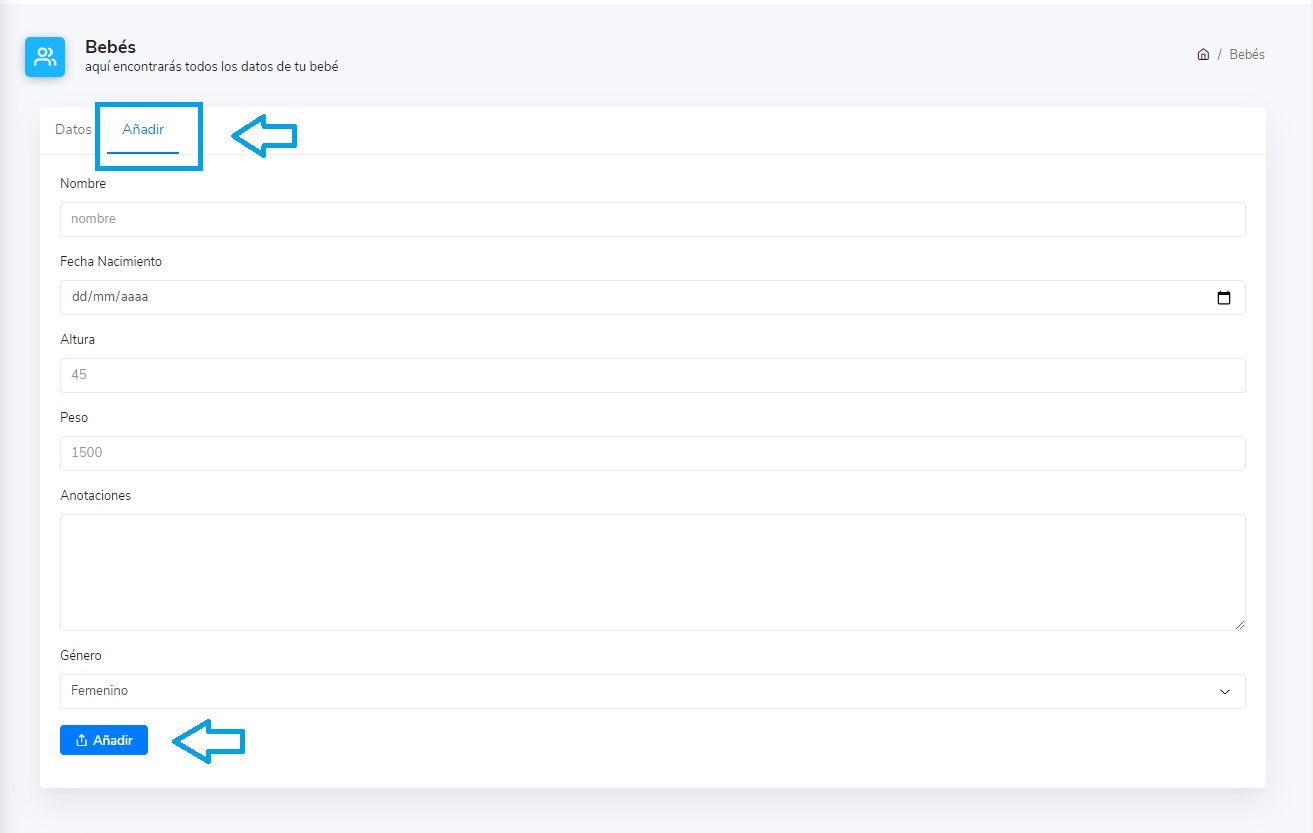 Bebés
aquí encontrarás todos los datos de tu bebé
/ Bebés
Datos
Añadir
Nombre
nombre
Fecha Nacimiento
dd/mm/aaaa
Altura
45
Peso
1500
Anotaciones
Género
Femenino
Añadir